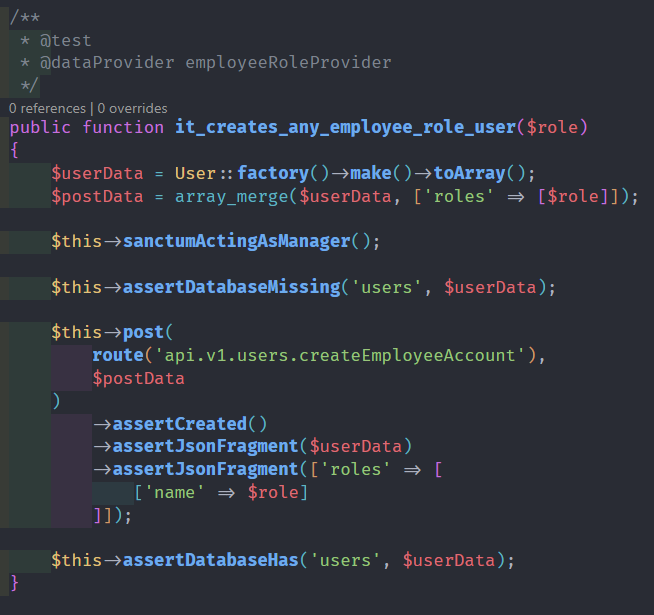 /**
 * @test
 * @dataProvider employeeRoleProvider
 */
0 references | 0 overrides
public function it_creates_any_employee_role_user($role)
{
    $userData = User::factory()->make()->toArray();
    $postData = array_merge($userData, ['roles' => [$role]]);

    $this->sanctumActingAsManager();

    $this->assertDatabaseMissing('users', $userData);

    $this->post(
        route('api.v1.users.createEmployeeAccount'),
        $postData
    )
        ->assertCreated()
        ->assertJsonFragment($userData)
        ->assertJsonFragment(['roles' => [
            ['name' => $role]
        ]]);

    $this->assertDatabaseHas('users', $userData);
}